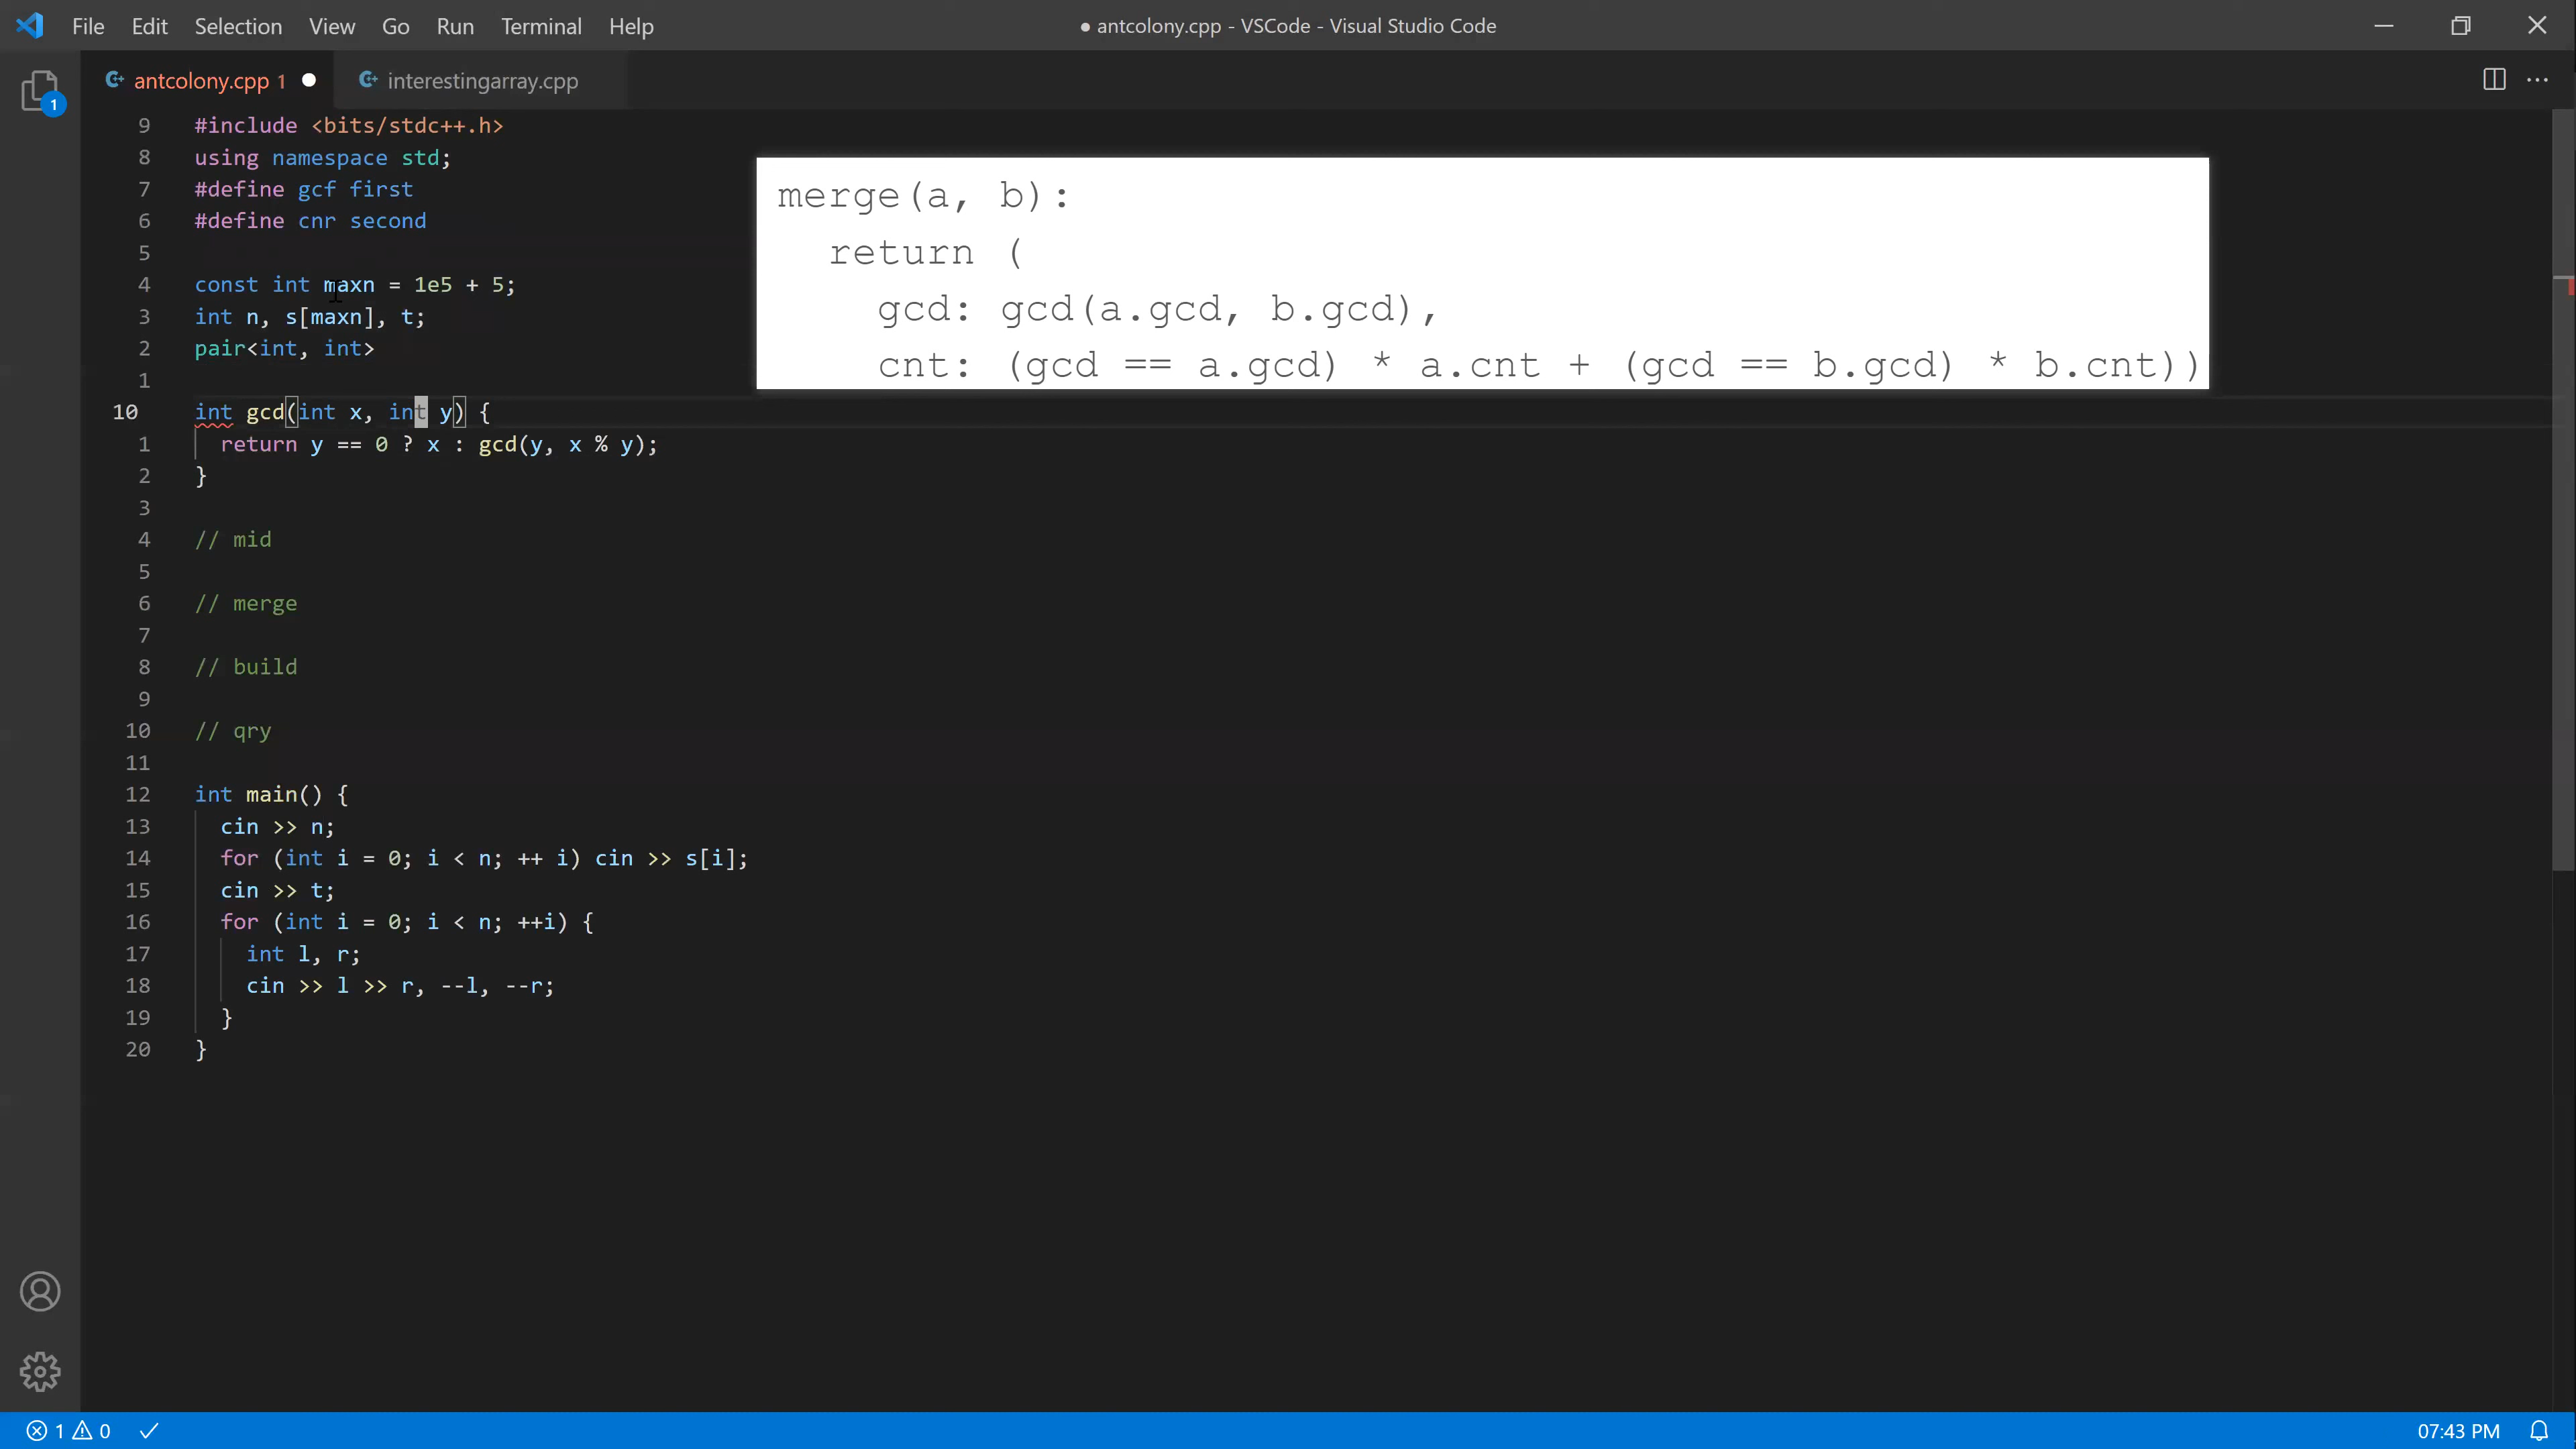 File Edit Selection View Go Run Terminal Help
● antcolony.cpp - VSCode - Visual Studio Code
antcolony.cpp 1 ●
interestingarray.cpp
1
9 #include <bits/stdc++.h>
8 using namespace std;
7 #define gcf first
6 #define cnr second
5
4 const int maxn = 1e5 + 5;
3 int n, s[maxn], t;
2 pair<int, int>
1
10 int gcd(int x, int y) {
1 return y == 0 ? x : gcd(y, x % y);
2 }
3
4 // mid
5
6 // merge
7
8 // build
9
10 // qry
11
12 int main() {
13 cin >> n;
14 for (int i = 0; i < n; ++ i) cin >> s[i];
15 cin >> t;
16 for (int i = 0; i < n; ++i) {
17 int l, r;
18 cin >> l >> r, --l, --r;
19 }
20 }
merge(a, b):
return (
gcd: gcd(a.gcd, b.gcd),
cnt: (gcd == a.gcd) * a.cnt + (gcd == b.gcd) * b.cnt))
1 0
07:43 PM